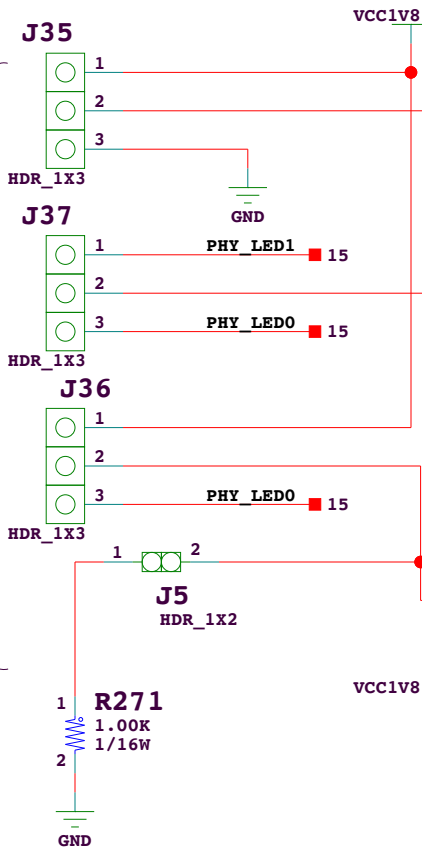 VCC1V8
J35
1
2
3
HDR_1X3
GND
J37
1
PHY_LED1
15
2
3
PHY_LED0
15
HDR_1X3
J36
1
2
3
PHY_LED0
15
HDR_1X3
1
2
J5
HDR_1X2
VCC1V8
1
R271
1.00K
1/16W
2
GND